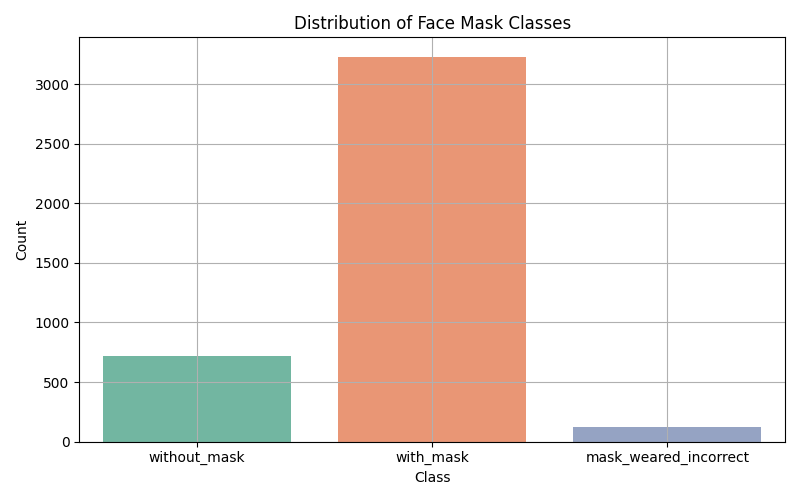 Distribution of Face Mask Classes
3000
2500
2000
1500
1000
500
0
Count
without_mask with_mask mask_weared_incorrect
Class